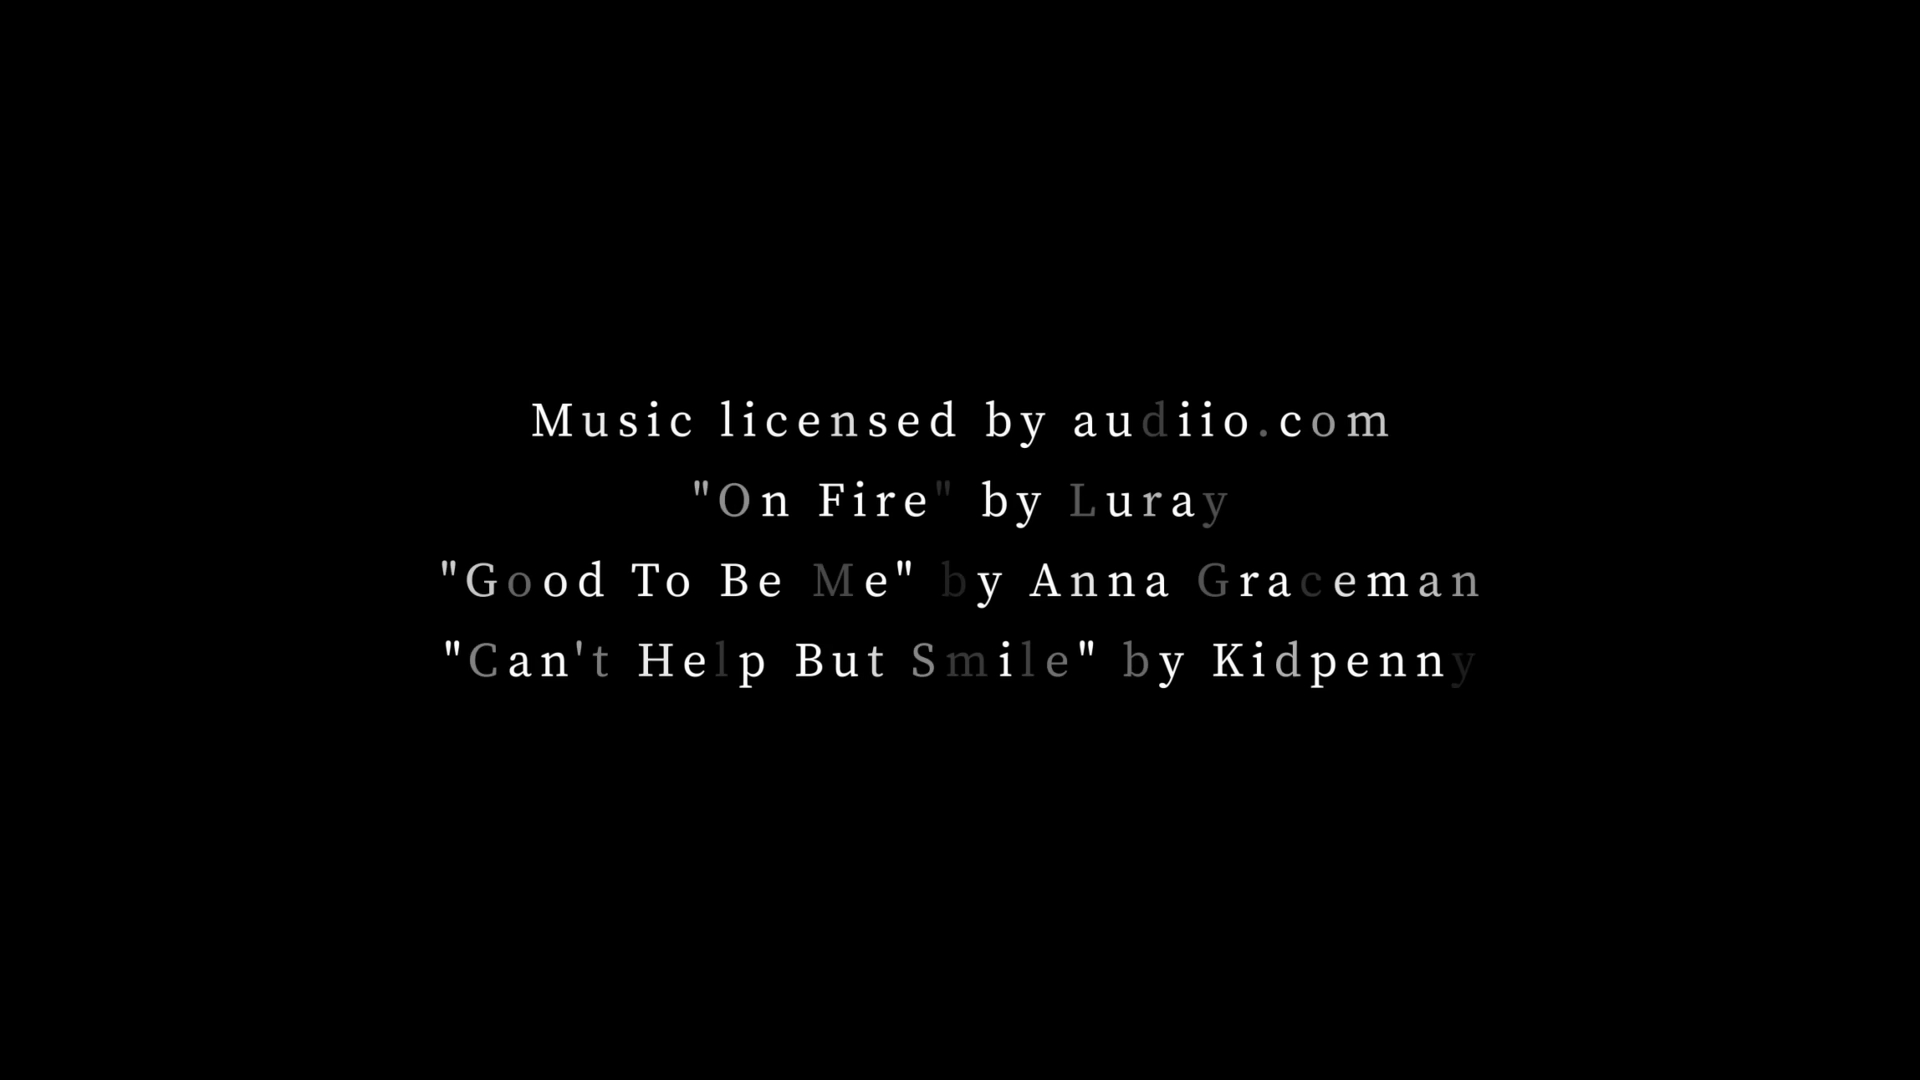 Music licensed by audiio.com
"On Fire" by Luray
"Good To Be Me" by Anna Graceman
"Can't Help But Smile" by Kidpenny